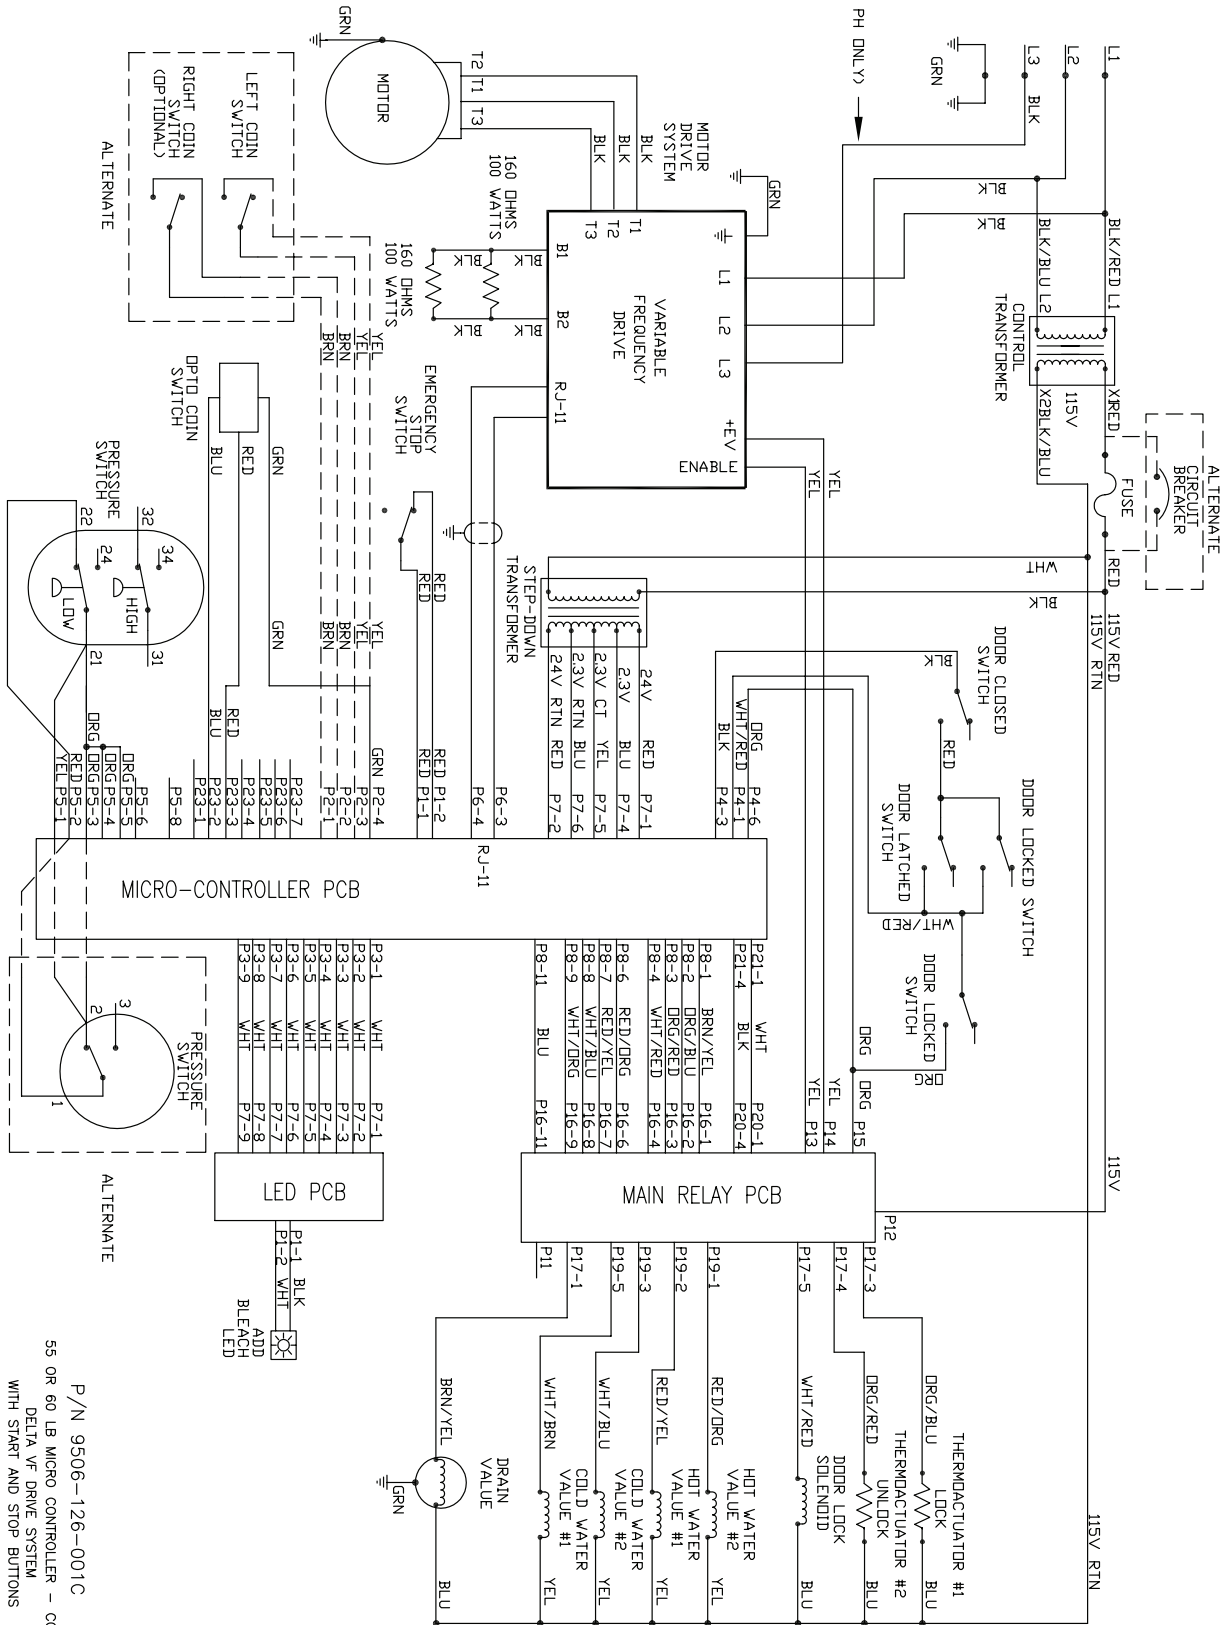 L1
L2
L3
BLK
GRN
PH ONLY)
BLK
BLK
BLK/RED L1
BLK/BLU L2
CONTROL
TRANSFORMER
X1RED
115V
X2BLK/BLU
FUSE
ALTERNATE
CIRCUIT
BREAKER
RED
WHT
BLK
115V RED
115V RTN
115V
115V RTN
GRN
MOTOR
T2
T1
T3
BLK
BLK
BLK
MOTOR
DRIVE
SYSTEM
GRN
VARIABLE
FREQUENCY
DRIVE
T1
T2
T3
L1
L2
L3
+EV
ENABLE
B1
B2
RJ-11
YEL
YEL
160 OHMS
100 WATTS
160 OHMS
100 WATTS
BLK
BLK
BLK
BLK
LEFT COIN
SWITCH
RIGHT COIN
SWITCH
(OPTIONAL)
ALTERNATE
YEL
YEL
BRN
BRN
YEL
YEL
BRN
BRN
OPTO COIN
SWITCH
GRN
RED
BLU
GRN
RED
BLU
EMERGENCY
STOP
SWITCH
RED
RED
STEP-DOWN
TRANSFORMER
24V RED P7-1
2.3V BLU P7-4
2.3V CT YEL P7-5
2.3V RTN BLU P7-6
24V RTN RED P7-2
DOOR CLOSED
SWITCH
BLK
RED
DOOR LOCKED SWITCH
DOOR LATCHED
SWITCH
WHT/RED
DOOR LOCKED
SWITCH
ORG
ORG P4-6
WHT/RED P4-1
BLK P4-3
P6-3
P6-4
RED P1-2
RED P1-1
GRN P2-4
P2-3
P2-2
P2-1
P23-7
P23-6
P23-5
P23-4
P23-3
P23-2
P23-1
P5-8
P5-6
ORG P5-5
ORG P5-4
ORG ORG P5-3
RED P5-2
YEL P5-1
PRESSURE
SWITCH
32
34
22
24
HIGH
LOW
31
21
RJ-11
MICRO-CONTROLLER PCB
P21-1 WHT P20-1
P21-4 BLK P20-4
P8-1 BRN/YEL P16-1
P8-2 ORG/BLU P16-2
P8-3 ORG/RED P16-3
P8-4 WHT/RED P16-4
P8-6 RED/ORG P16-6
P8-7 RED/YEL P16-7
P8-8 WHT/BLU P16-8
P8-9 WHT/ORG P16-9
P8-11 BLU P16-11
ORG
ORG P15
YEL P14
YEL P13
P3-1 WHT P7-1
P3-2 WHT P7-2
P3-3 WHT P7-3
P3-4 WHT P7-4
P3-5 WHT P7-5
P3-6 WHT P7-6
P3-7 WHT P7-7
P3-8 WHT P7-8
P3-9 WHT P7-9
PRESSURE
SWITCH
3
2
1
ALTERNATE
LED PCB
P1-1 BLK
P1-2 WHT
ADD
BLEACH
LED
MAIN RELAY PCB
P12
P17-3
P17-4
P17-5
P19-1
P19-2
P19-3
P19-5
P17-1
P11
ORG/BLU
THERMOACTUATOR #1
LOCK
BLU
ORG/RED
THERMOACTUATOR #2
UNLOCK
BLU
WHT/RED
DOOR LOCK
SOLENOID
BLU
RED/ORG
HOT WATER
VALUE #2
YEL
RED/YEL
HOT WATER
VALUE #1
YEL
WHT/BLU
COLD WATER
VALUE #2
YEL
WHT/BRN
COLD WATER
VALUE #1
YEL
BRN/YEL
DRAIN
VALUE
GRN
BLU
P/N 9506-126-001C
55 OR 60 LB MICRO CONTROLLER -
DELTA VF DRIVE SYSTEM
WITH START AND STOP BUTTONS